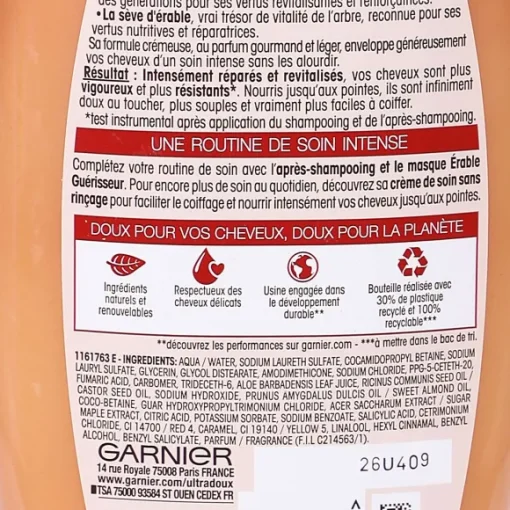 des générations pour ses vertus revitalisantes et renforçatrices.
• La sève d'érable, vrai trésor de vitalité de l'arbre, reconnue pour ses
vertus nutritives et réparatrices.
Sa formule crémeuse, au parfum gourmand et léger, enveloppe généreusement
vos cheveux d'un soin intense sans les alourdir.
Résultat : Intensément réparés et revitalisés, vos cheveux sont plus
vigoureux et plus résistants*. Nourris jusqu'aux pointes, ils sont infiniment
doux au toucher, plus souples et vraiment plus faciles à coiffer.
*test instrumental après application du shampooing et de l'après-shampooing.
UNE ROUTINE DE SOIN INTENSE
Complétez votre routine de soin avec l'après-shampooing et le masque Érable
Guérisseur. Pour encore plus de soin au quotidien, découvrez sa crème de soin sans
rinçage pour faciliter le coiffage et nourrir intensément vos cheveux jusqu'aux pointes.
DOUX POUR VOS CHEVEUX, DOUX POUR LA PLANÈTE
Ingrédients
naturels et
renouvelables
Respectueux des
cheveux délicats
Usine engagée dans
le développement
durable**
Bouteille réalisée avec
30% de plastique
recyclé et 100%
recyclable***
**découvrez les performances sur garnier.com - ***à mettre dans le bac de tri.
1161763 E - INGREDIENTS: AQUA / WATER, SODIUM LAURETH SULFATE, COCAMIDOPROPYL BETAINE, SODIUM
LAURYL SULFATE, GLYCERIN, GLYCOL DISTEARATE, AMODIMETHICONE, SODIUM CHLORIDE, PPG-5-CETETH-20,
FUMARIC ACID, CARBOMER, TRIDECETH-6, ALOE BARBADENSIS LEAF JUICE, RICINUS COMMUNIS SEED OIL /
CASTOR SEED OIL, SODIUM HYDROXIDE, PRUNUS AMYGDALUS DULCIS OIL / SWEET ALMOND OIL,
COCO-BETAINE, GUAR HYDROXYPROPYLTRIMONIUM CHLORIDE, ACER SACCHARUM EXTRACT / SUGAR
MAPLE EXTRACT, CITRIC ACID, POTASSIUM SORBATE, SODIUM BENZOATE, SALICYLIC ACID, CETRIMONIUM
CHLORIDE, CI 14700 / RED 4, CARAMEL, CI 19140 / YELLOW 5, LINALOOL, HEXYL CINNAMAL, BENZYL
ALCOHOL, BENZYL SALICYLATE, PARFUM / FRAGRANCE (F.I.L C214563/1).
GARNIER
14 rue Royale 75008 Paris FRANCE
www.garnier.com/ultradoux
TSA 75000 93584 ST OUEN CEDEX FR
26U409